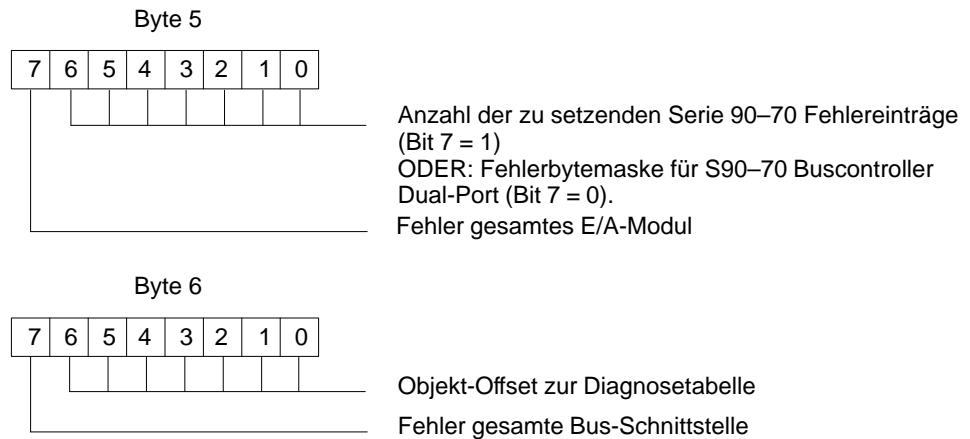 Byte 5
7 6 5 4 3 2 1 0
Anzahl der zu setzenden Serie 90–70 Fehlereinträge
(Bit 7 = 1)
ODER: Fehlerbytemaske für S90–70 Buscontroller
Dual-Port (Bit 7 = 0).
Fehler gesamtes E/A-Modul
Byte 6
7 6 5 4 3 2 1 0
Objekt-Offset zur Diagnosetabelle
Fehler gesamte Bus-Schnittstelle